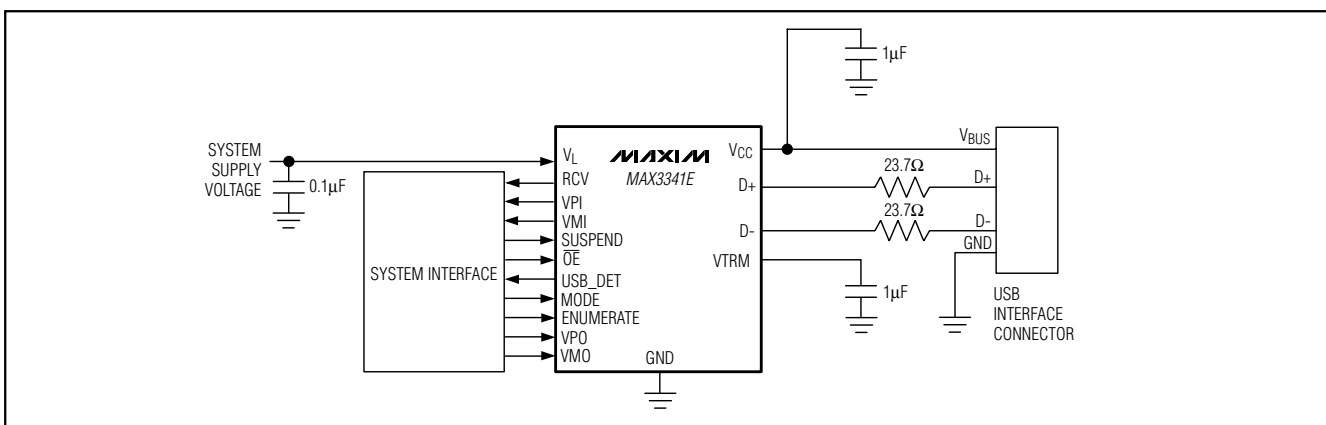 1µF
SYSTEM
SUPPLY
VOLTAGE
0.1µF
SYSTEM INTERFACE
VL
RCV
VPI
VMI
SUSPEND
OE
USB_DET
MODE
ENUMERATE
VPO
VMO
MAXIM
MAX3341E
GND
VCC
D+
D-
VTRM
1µF
23.7Ω
23.7Ω
VBUS
D+
D-
GND
USB
INTERFACE
CONNECTOR